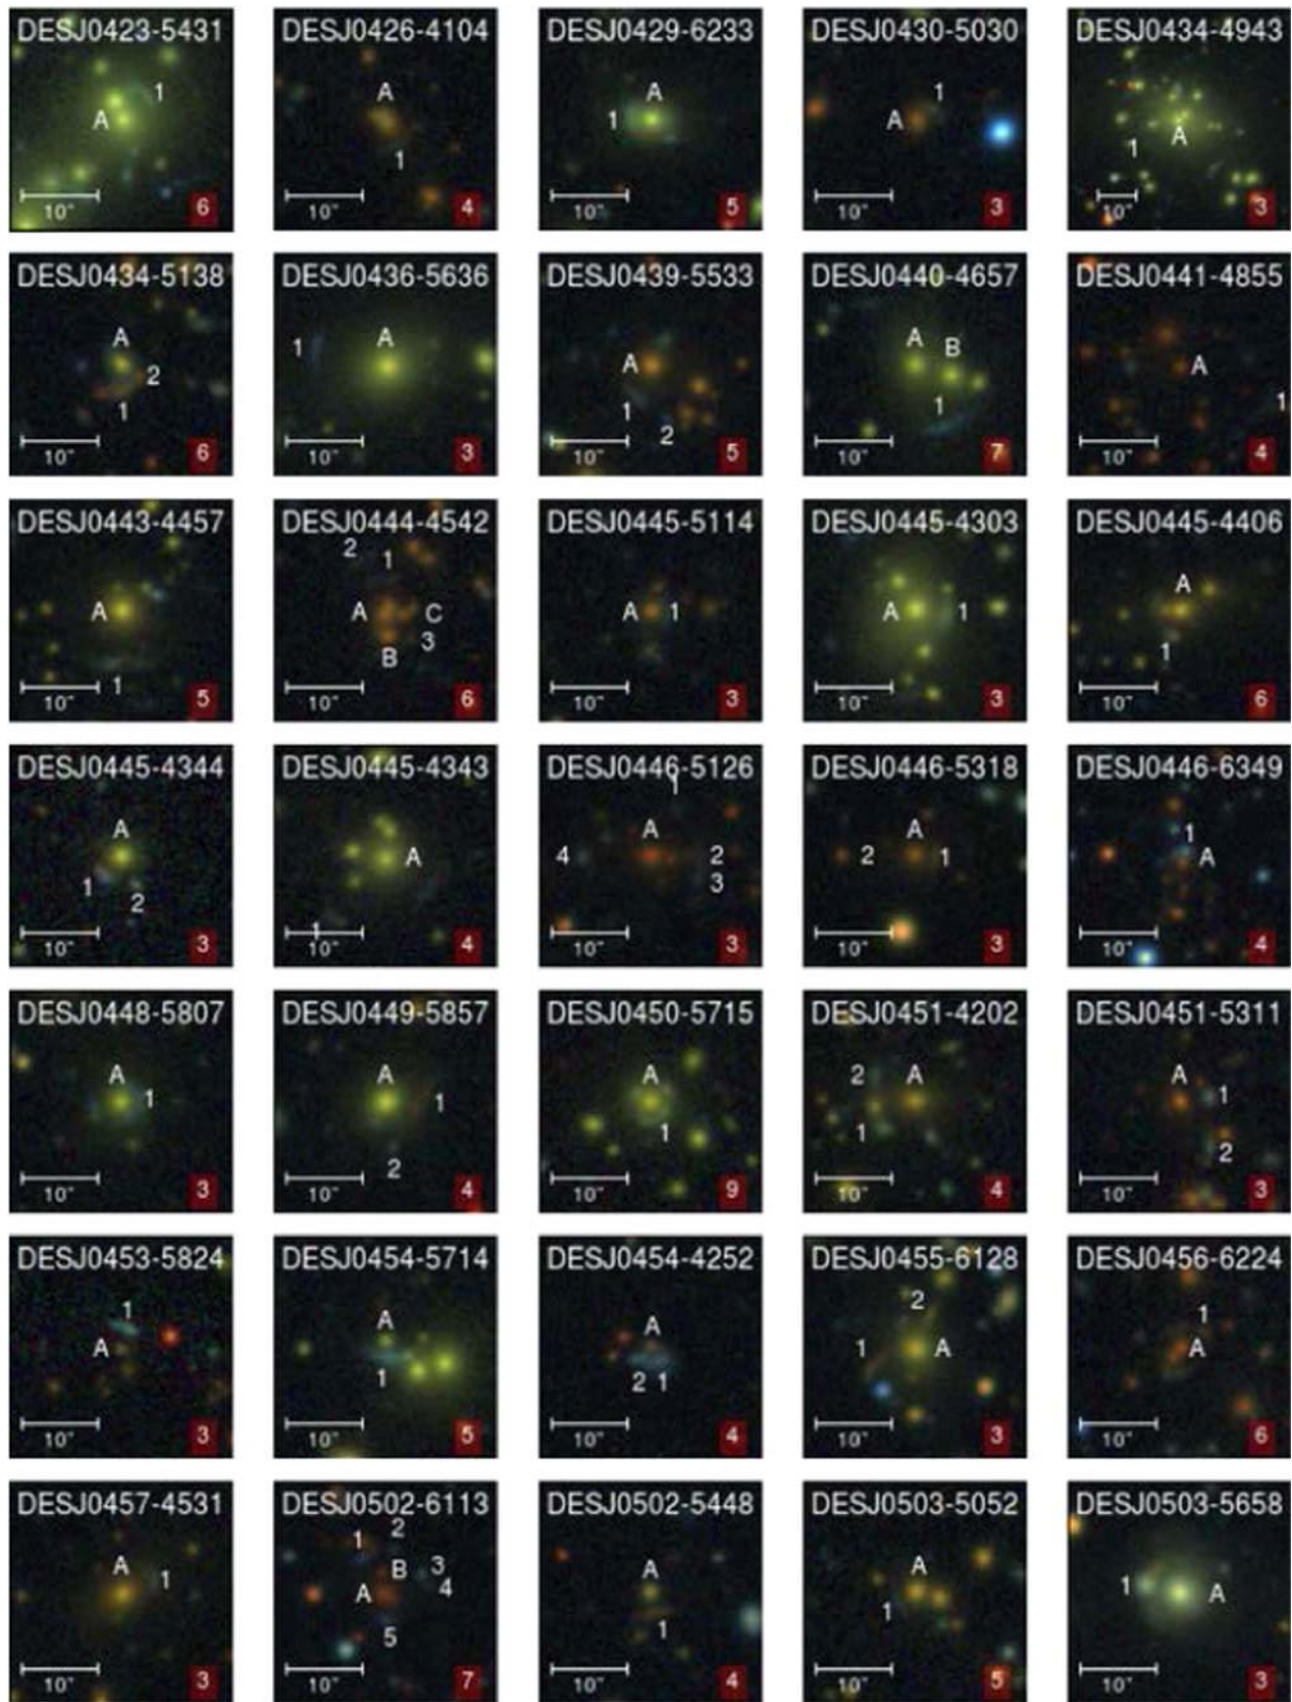 DESJ0423-5431
1
A
10"
6
DESJ0426-4104
A
1
10"
4
DESJ0429-6233
A
1
10"
5
DESJ0430-5030
1
A
10"
3
DESJ0434-4943
A
1
10"
3
DESJ0434-5138
A
2
1
10"
6
DESJ0436-5636
1
A
10"
3
DESJ0439-5533
A
1
2
10"
5
DESJ0440-4657
A
B
1
10"
7
DESJ0441-4855
A
1
10"
4
DESJ0443-4457
A
1
10"
5
DESJ0444-4542
2
1
A
C
3
B
10"
6
DESJ0445-5114
A
1
10"
3
DESJ0445-4303
A
1
10"
3
DESJ0445-4406
A
1
10"
6
DESJ0445-4344
A
1
2
10"
3
DESJ0445-4343
A
1
10"
4
DESJ0446-5126
1
A
4
2
3
10"
3
DESJ0446-5318
A
2
1
10"
3
DESJ0446-6349
1
A
10"
4
DESJ0448-5807
A
1
10"
3
DESJ0449-5857
A
1
2
10"
4
DESJ0450-5715
A
1
10"
9
DESJ0451-4202
2
A
1
10"
4
DESJ0451-5311
A
1
2
10"
3
DESJ0453-5824
1
A
10"
3
DESJ0454-5714
A
1
10"
5
DESJ0454-4252
A
2 1
10"
4
DESJ0455-6128
2
1
A
10"
3
DESJ0456-6224
1
A
10"
6
DESJ0457-4531
A
1
10"
3
DESJ0502-6113
2
1
B
3
A
4
5
10"
7
DESJ0502-5448
A
1
10"
4
DESJ0503-5052
A
1
10"
5
DESJ0503-5658
1
A
10"
3